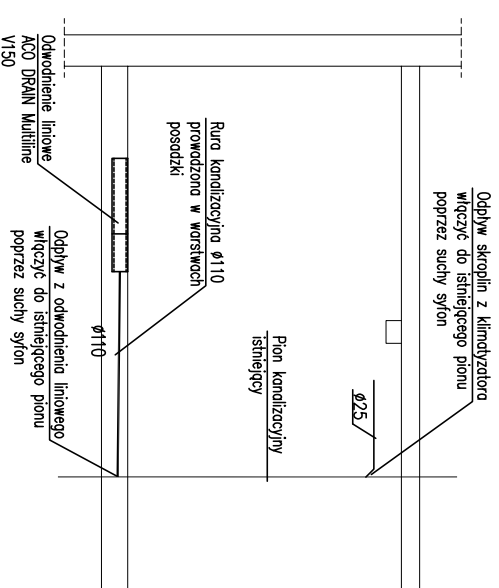 Odpływ skroplin z klimatyzatora
włączyć do istniejącego pionu
poprzez suchy syfon
ø25
Pion kanalizacyjny
istniejący
Rura kanalizacyjna ø110
prowadzona w warstwach
posadzki
ø110
Odwodnienie liniowe
ACO DRAIN Multiline
V150
Odpływ z odwodnienia liniowego
włączyć do istniejącego pionu
poprzez suchy syfon